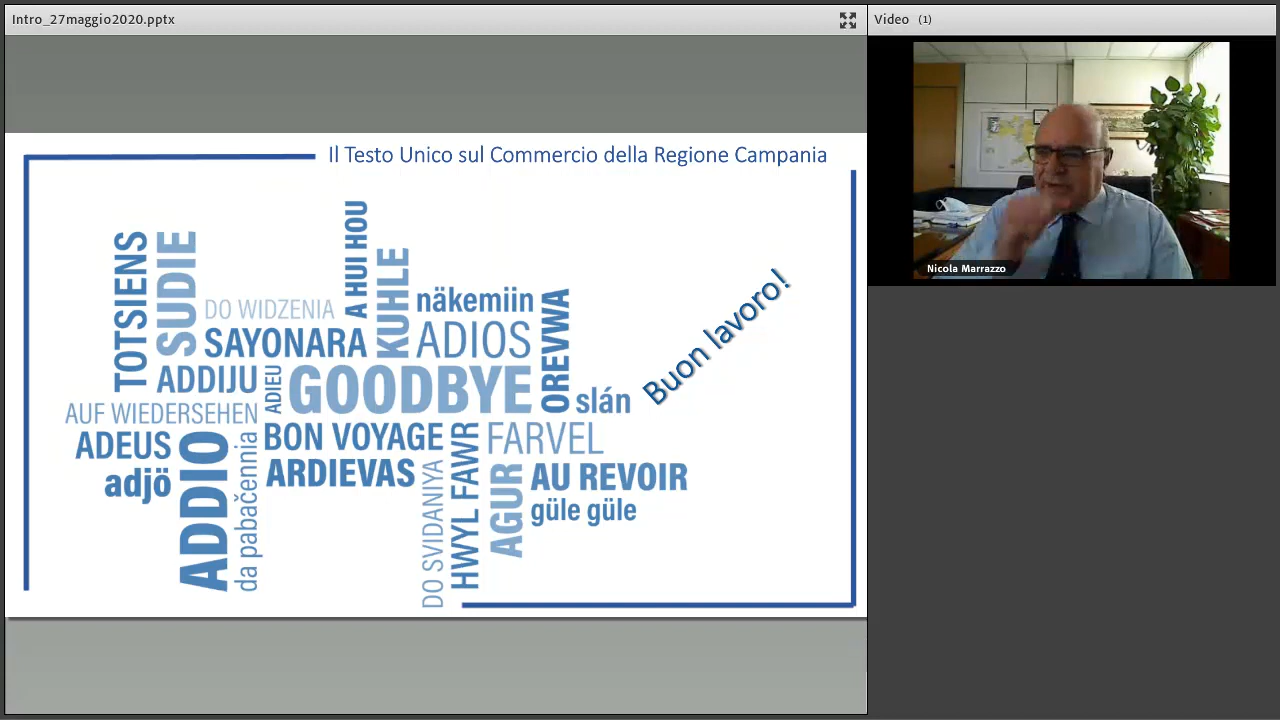 Intro_27maggio2020.pptx
Video (1)
Nicola Marrazzo
Il Testo Unico sul Commercio della Regione Campania
TOTSIENS
SUDIE
DO WIDZENIA
A HUI HOU
KUHLE
näkemiin
SAYONARA
ADIOS
OREVWA
ADDIJU
ADIEU
GOODBYE
slán
Buon lavoro!
AUF WIEDERSEHEN
ADEUS
adjö
ADDIO
da pabačennia
BON VOYAGE
ARDIEVAS
DO SVIDANIYA
HWYL FAWR
FARVEL
AGUR
AU REVOIR
güle güle